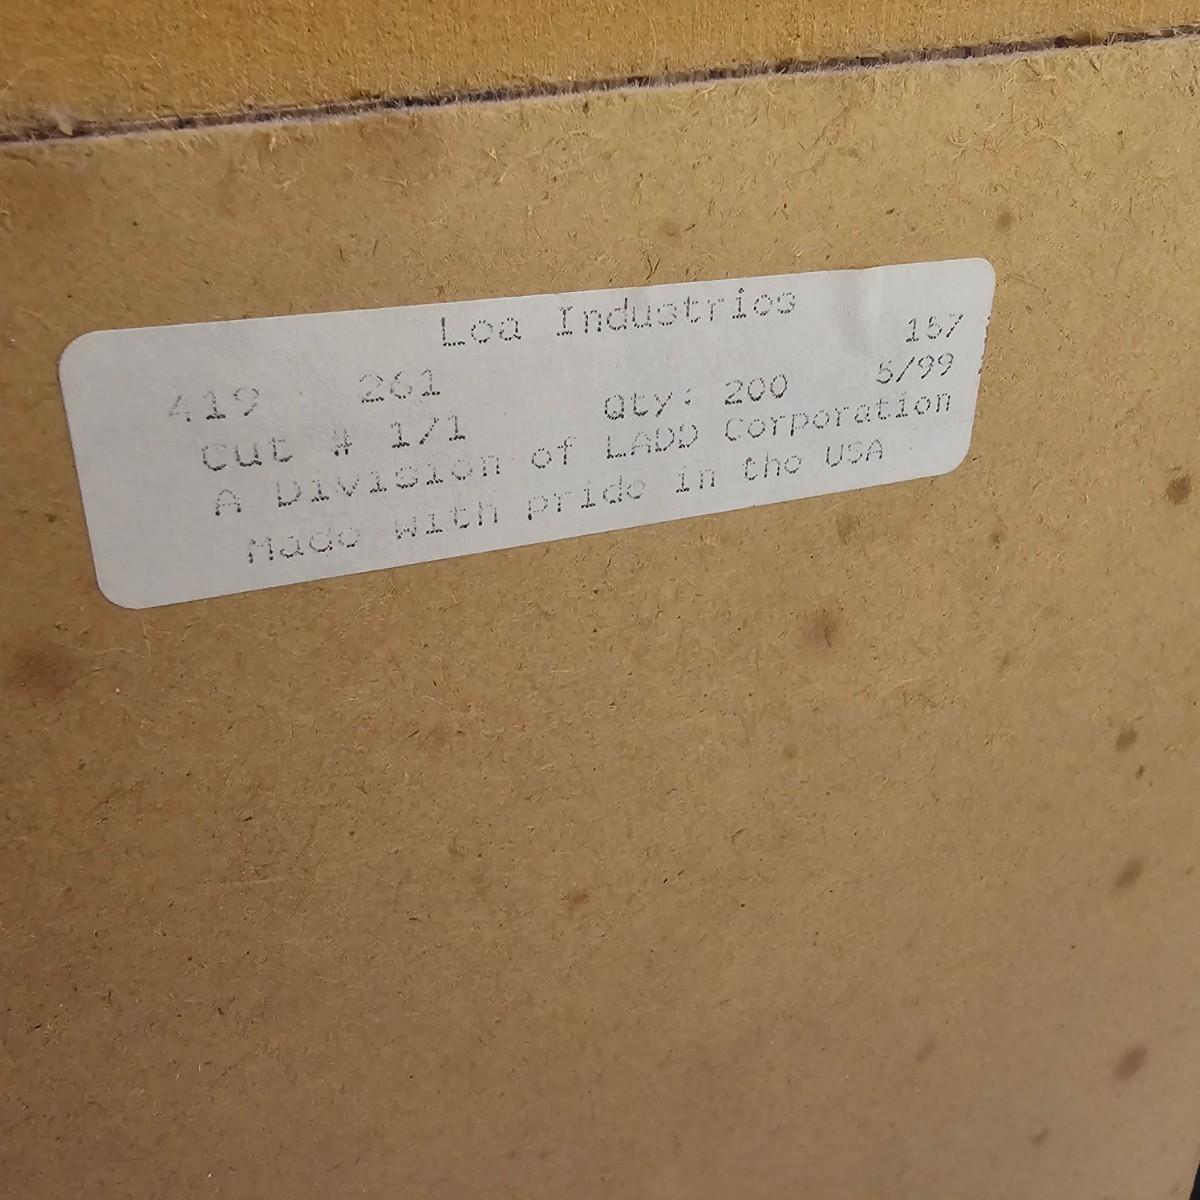 Lea Industries
157
419 261 5/99
Cut # 1/1 Qty: 200
A Division of LADD Corporation
Made with pride in the USA